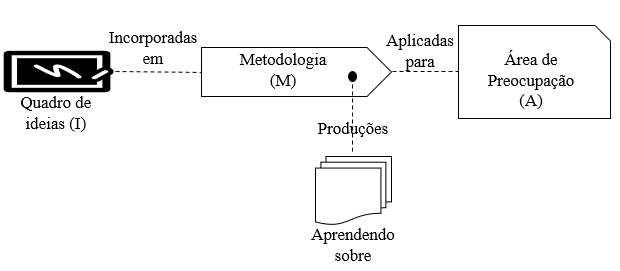 Incorporadas
em
Quadro de
ideias (I)
Metodologia
(M)
Aplicadas
para
Área de
Preocupação
(A)
Produções
Aprendendo
sobre